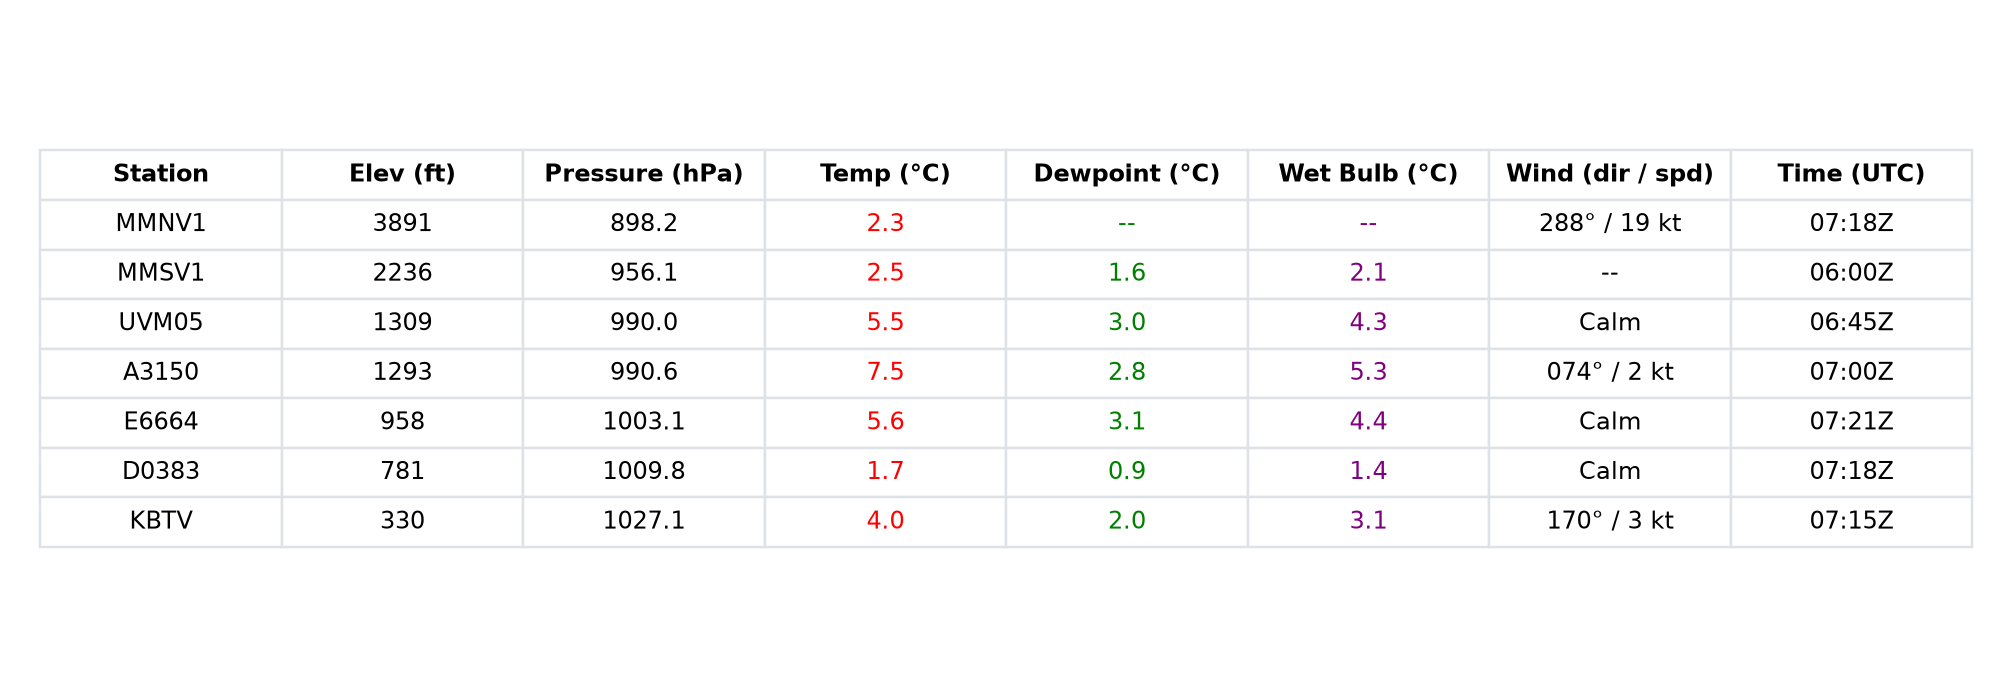 Station Elev (ft) Pressure (hPa) Temp (°C) Dewpoint (°C) Wet Bulb (°C) Wind (dir / spd) Time (UTC)
MMNV1 3891 898.2 2.3 -- -- 288° / 19 kt 07:18Z
MMSV1 2236 956.1 2.5 1.6 2.1 -- 06:00Z
UVM05 1309 990.0 5.5 3.0 4.3 Calm 06:45Z
A3150 1293 990.6 7.5 2.8 5.3 074° / 2 kt 07:00Z
E6664 958 1003.1 5.6 3.1 4.4 Calm 07:21Z
D0383 781 1009.8 1.7 0.9 1.4 Calm 07:18Z
KBTV 330 1027.1 4.0 2.0 3.1 170° / 3 kt 07:15Z